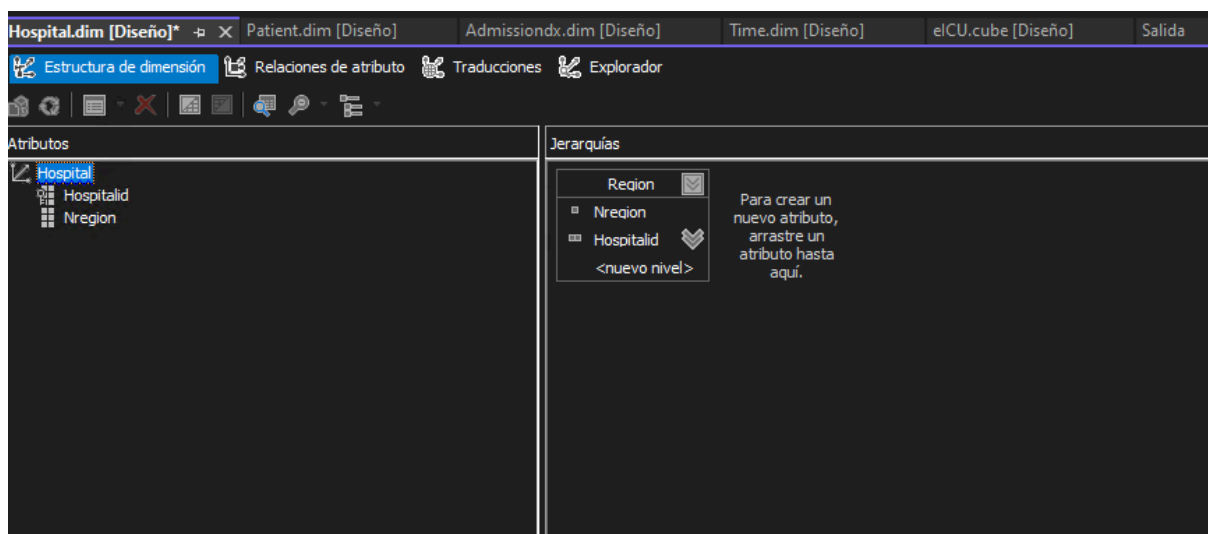 Hospital.dim [Diseño]* Patient.dim [Diseño] Admissiondx.dim [Diseño] Time.dim [Diseño] eICU.cube [Diseño] Salida
Estructura de dimensión Relaciones de atributo Traducciones Explorador
Atributos
Hospital
Hospitalid
Nregion
Jerarquías
Region
Nregion
Hospitalid
<nuevo nivel>
Para crear un
nuevo atributo,
arrastre un
atributo hasta
aquí.